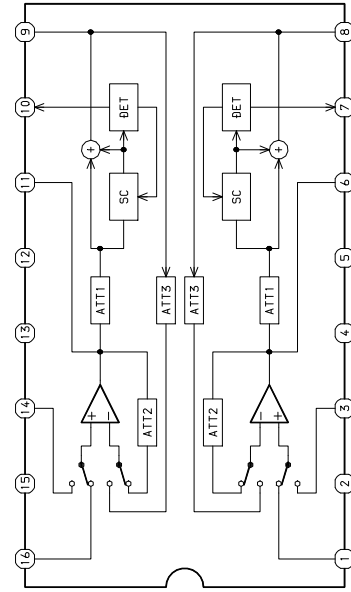 9
8
10
DET
DET
7
+
+
11
SC
SC
6
12
5
ATT1
ATT3
ATT3
ATT1
13
4
14
+
−
ATT2
ATT2
−
+
3
15
2
16
1